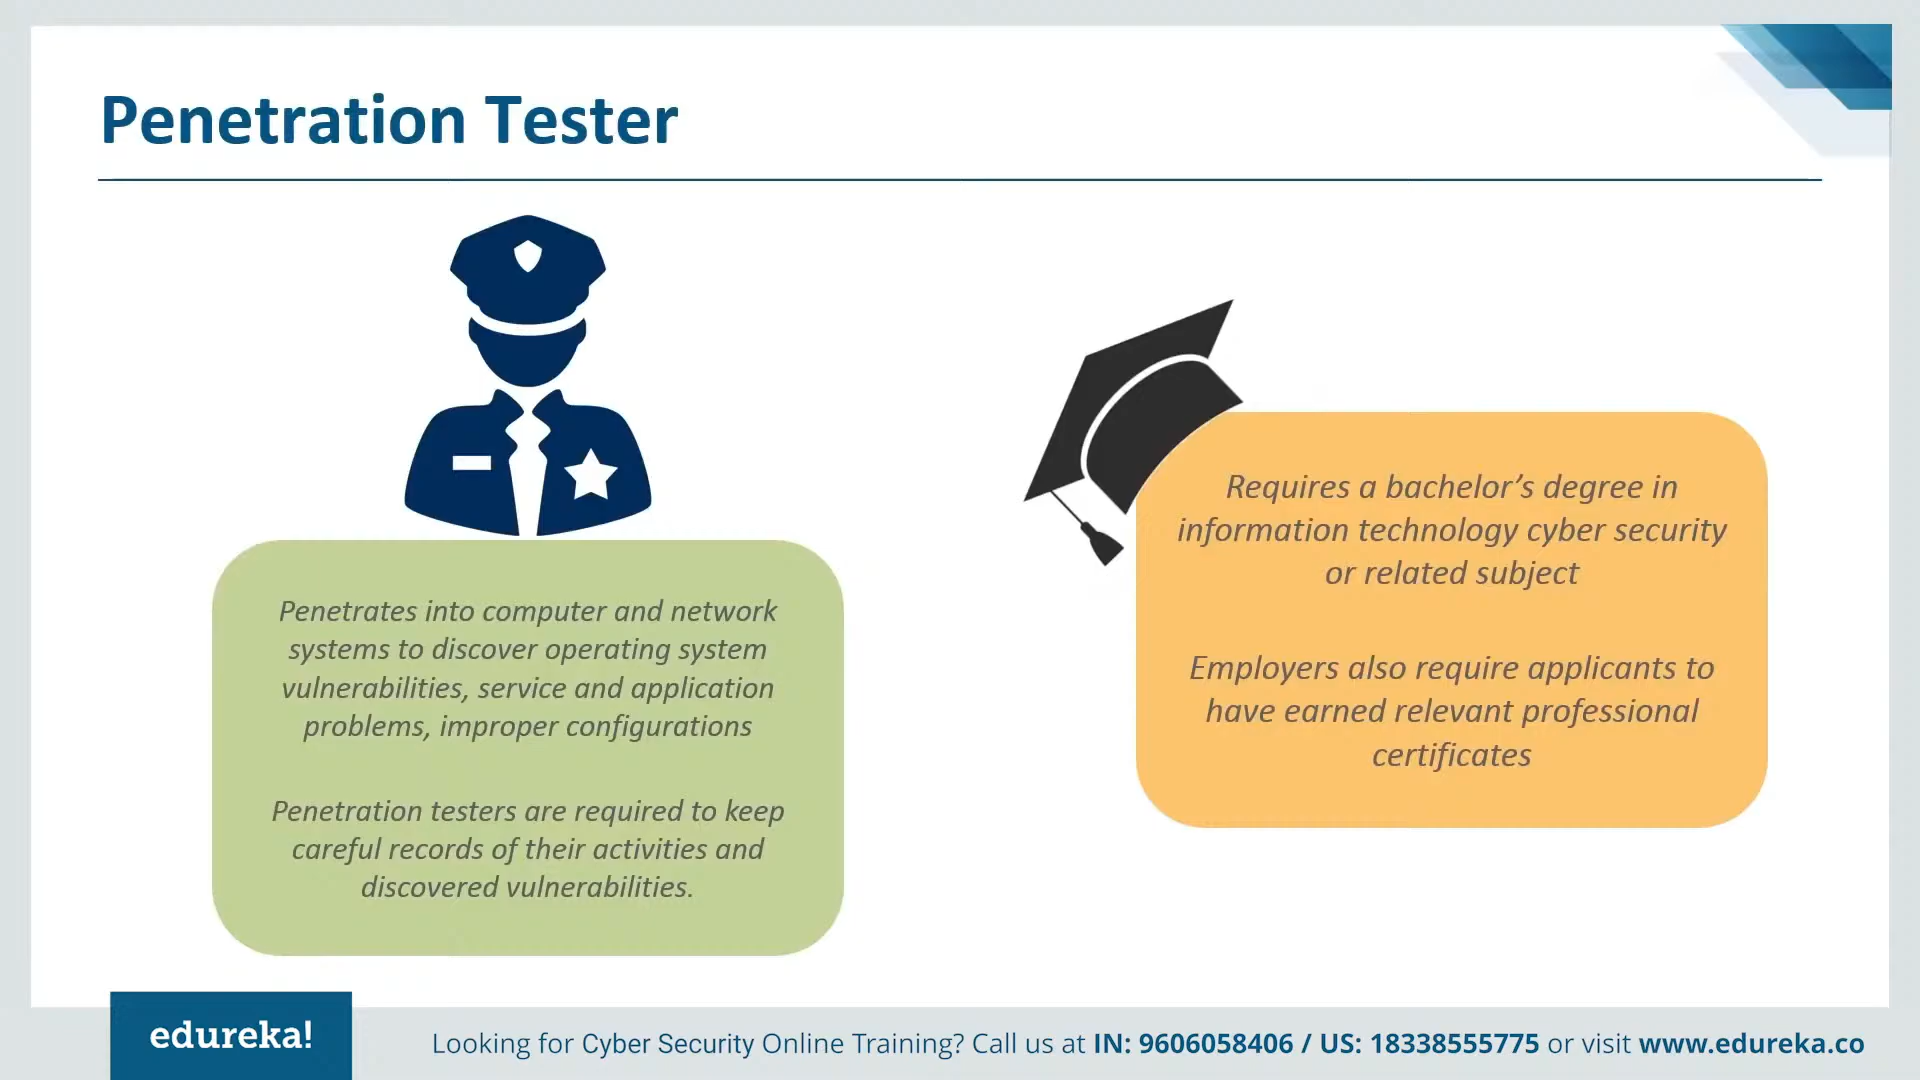 Penetration Tester
Penetrates into computer and network
systems to discover operating system
vulnerabilities, service and application
problems, improper configurations
Penetration testers are required to keep
careful records of their activities and
discovered vulnerabilities.
Requires a bachelor’s degree in
information technology cyber security
or related subject
Employers also require applicants to
have earned relevant professional
certificates
edureka!
Looking for Cyber Security Online Training? Call us at IN: 9606058406 / US: 18338555775 or visit www.edureka.co